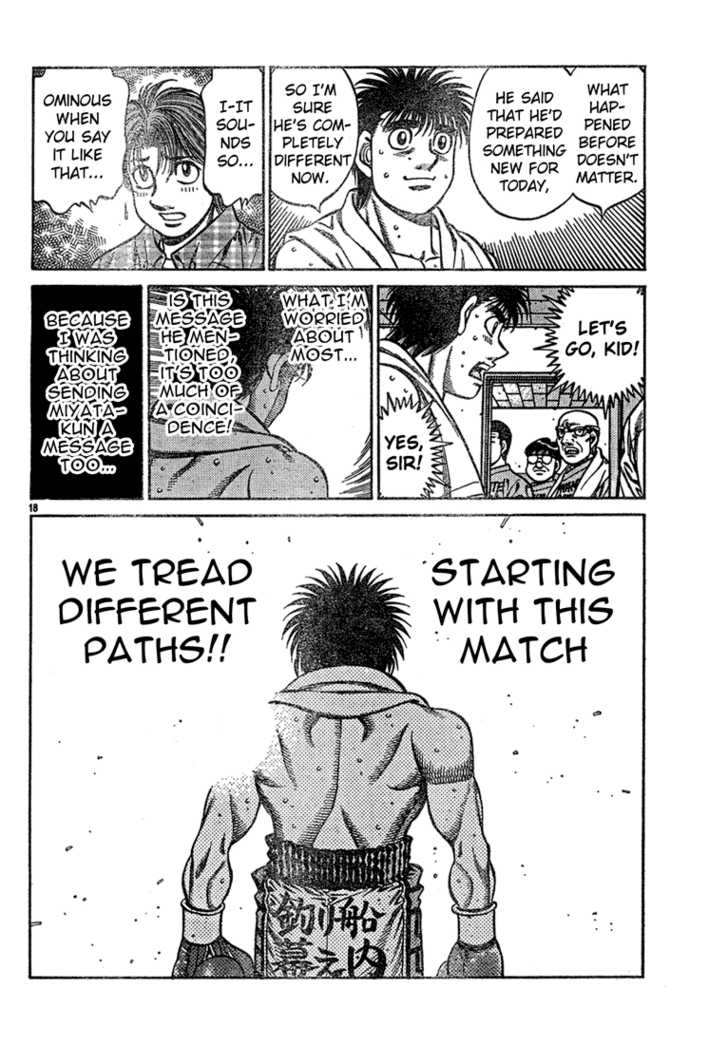 WHAT
HAP-
PENED
BEFORE
DOESN'T
MATTER.
HE SAID
THAT HE'D
PREPARED
SOMETHING
NEW FOR
TODAY,
SO I'M
SURE
HE'S COM-
PLETELY
DIFFERENT
NOW.
I-IT
SOU-
NDS
SO...
OMINOUS
WHEN
YOU SAY
IT LIKE
THAT...
LET'S
GO, KID!
YES,
SIR!
WHAT I'M
WORRIED
ABOUT
MOST...
IS THIS
MESSAGE
HE MEN-
TIONED,
IT'S TOO
MUCH OF
A COINCI-
DENCE!
BECAUSE
I WAS
THINKING
ABOUT
SENDING
MIYATA-
KUN A
MESSAGE
TOO...
18
STARTING
WITH THIS
MATCH
WE TREAD
DIFFERENT
PATHS!!
釣り船
幕之内